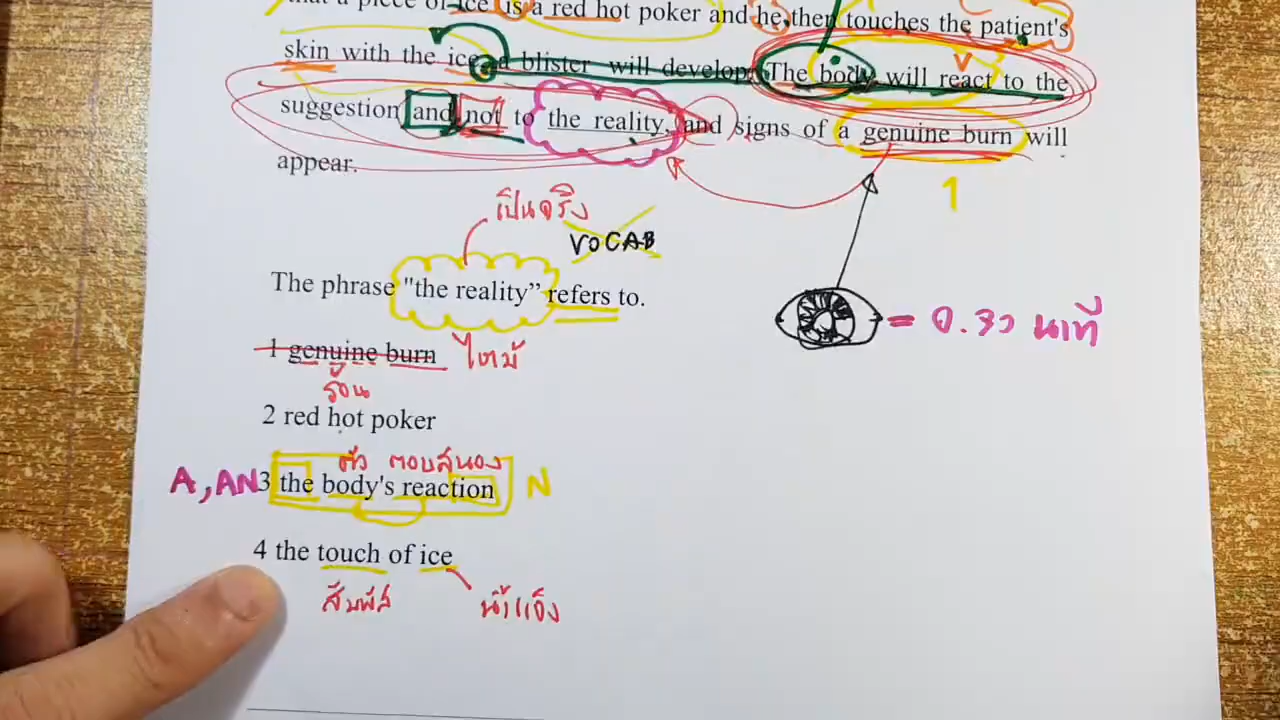 that a piece of ice is a red hot poker and he, then touches the patient's
skin with the ice a blister will develop. The body will react to the
suggestion and not to the reality, and signs of a genuine burn will
appear.
1
เป็นจริง
VOCAB
The phrase "the reality" refers to.
= 0.30 นาที
1 genuine burn ไหม้
ร้อน
2 red hot poker
ตัว ตอบสนอง
A, AN 3 the body's reaction N
4 the touch of ice
สัมผัส น้ำแข็ง